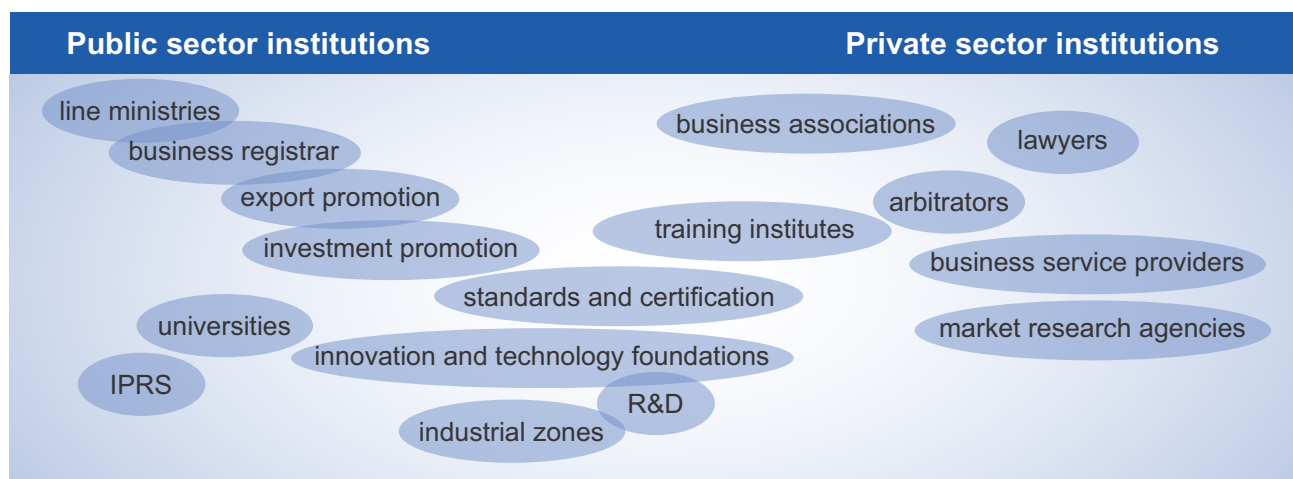 Public sector institutions
Private sector institutions
line ministries
business registrar
export promotion
investment promotion
universities
IPRS
business associations
lawyers
arbitrators
training institutes
business service providers
standards and certification
market research agencies
innovation and technology foundations
R&D
industrial zones